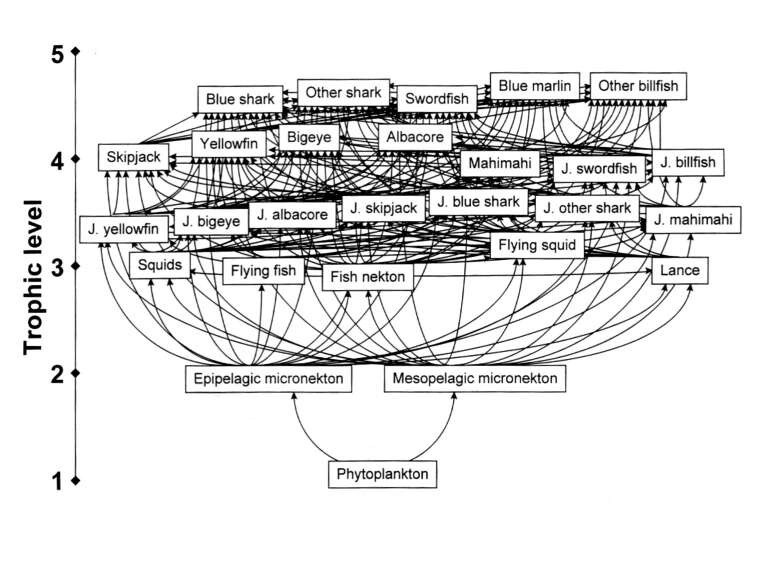 5
Blue shark
Other shark
Swordfish
Blue marlin
Other billfish
4
Skipjack
Yellowfin
Bigeye
Albacore
Mahimahi
J. swordfish
J. billfish
Trophic level
J. yellowfin
J. bigeye
J. albacore
J. skipjack
J. blue shark
J. other shark
J. mahimahi
3
Squids
Flying fish
Fish nekton
Flying squid
Lance
2
Epipelagic micronekton
Mesopelagic micronekton
1
Phytoplankton